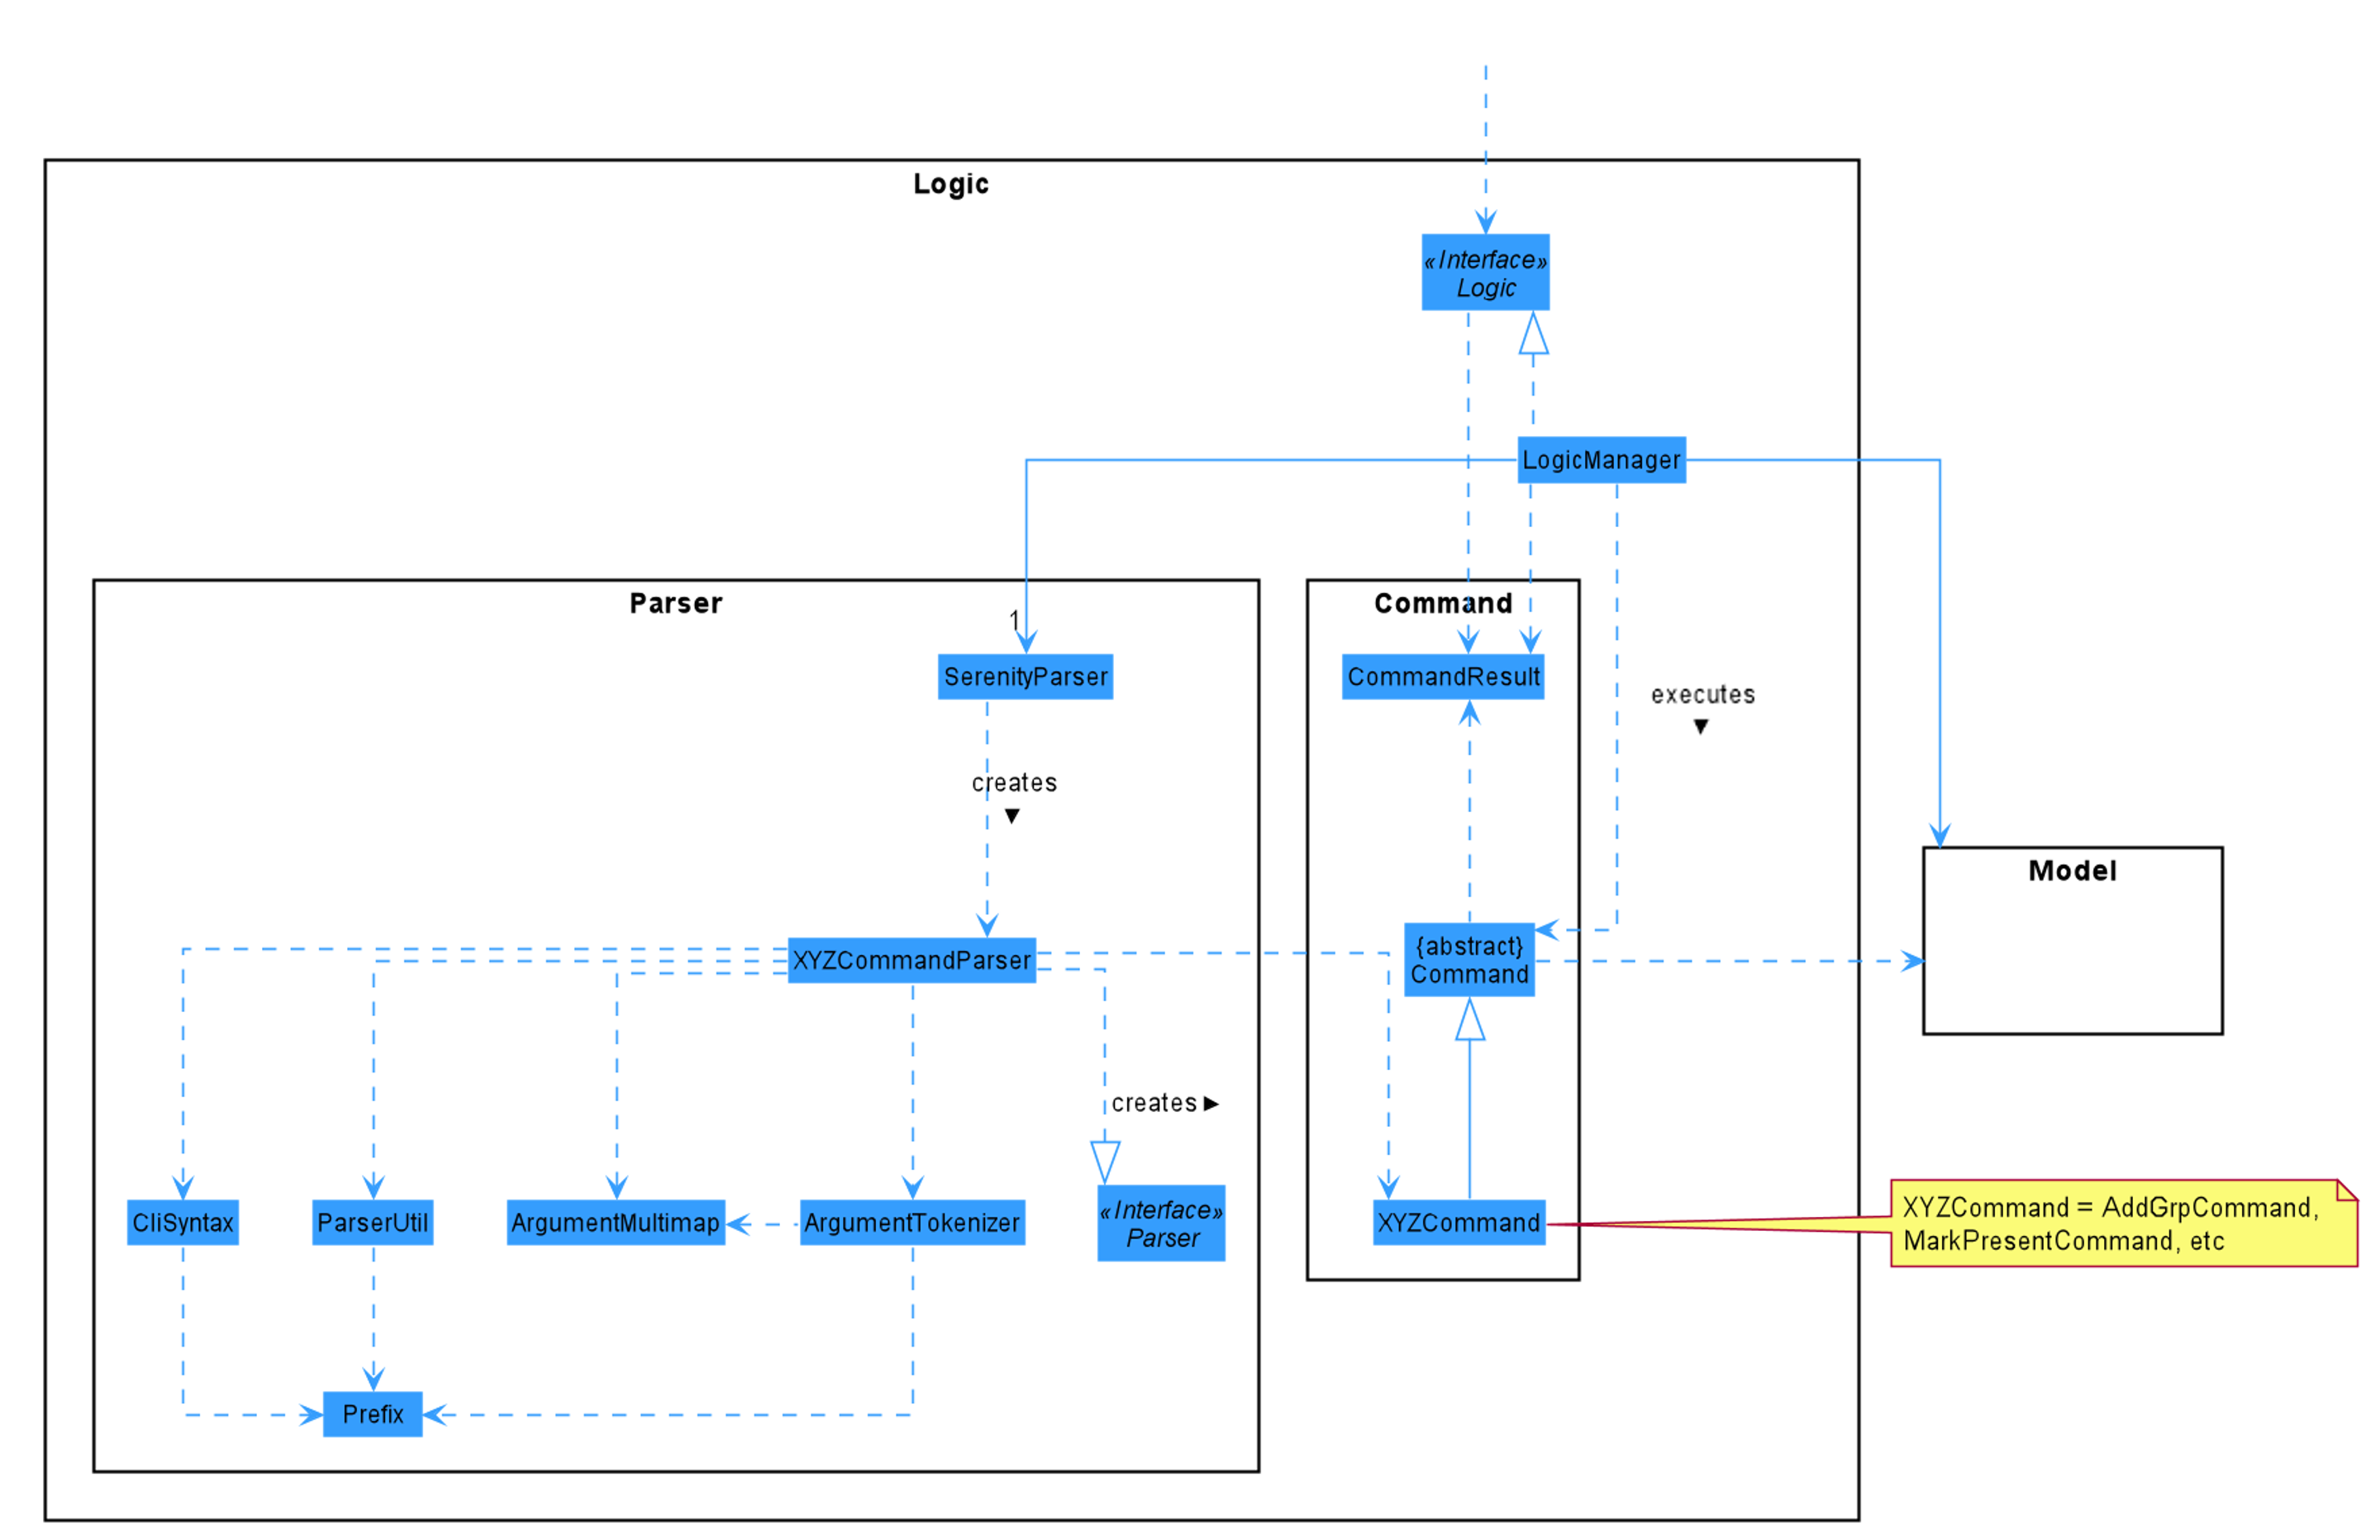 Logic
«Interface»
Logic
LogicManager
Parser
Command
1
SerenityParser
CommandResult
executes
▼
creates
▼
Model
XYZCommandParser
{abstract}
Command
creates ►
CliSyntax
ParserUtil
ArgumentMultimap
ArgumentTokenizer
«Interface»
Parser
XYZCommand
XYZCommand = AddGrpCommand,
MarkPresentCommand, etc
Prefix